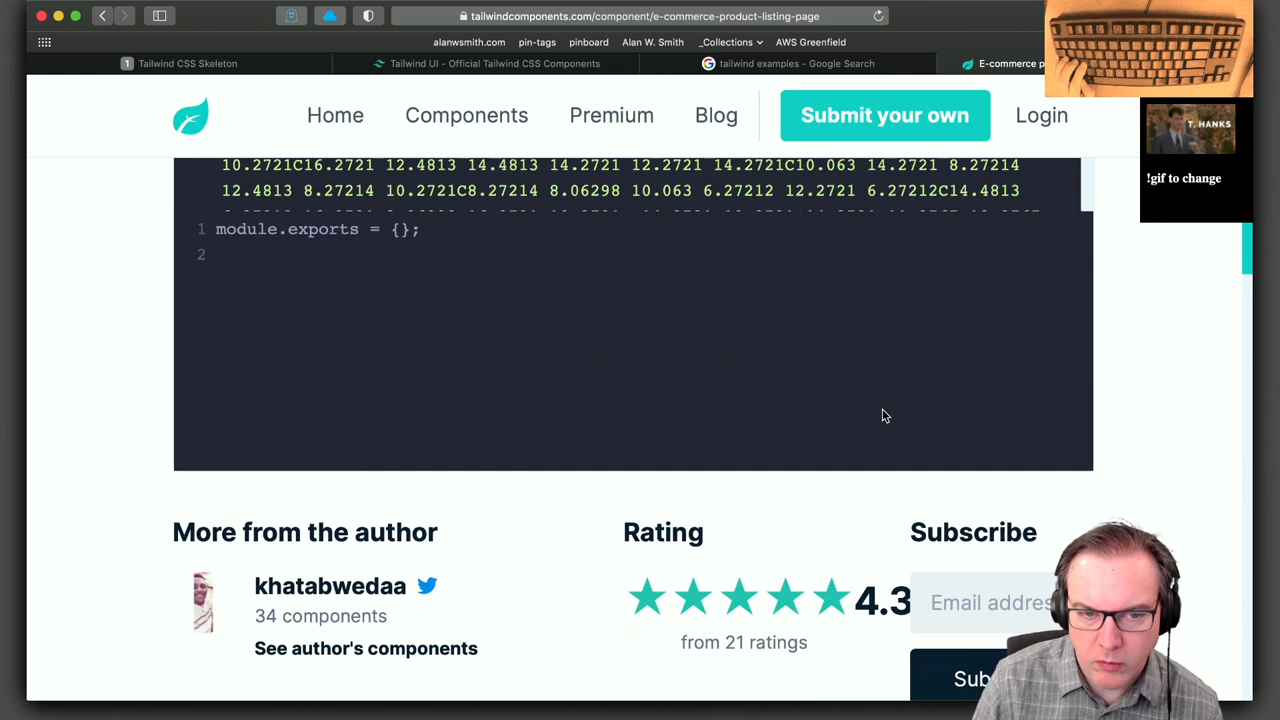 tailwindcomponents.com/component/e-commerce-product-listing-page
alanwsmith.com pin-tags pinboard Alan W. Smith _Collections AWS Greenfield
1 Tailwind CSS Skeleton Tailwind UI - Official Tailwind CSS Components tailwind examples - Google Search E-commerce p
Home Components Premium Blog Submit your own Login
T. HANKS
!gif to change
10.2721C16.2721 12.4813 14.4813 14.2721 12.2721 14.2721C10.063 14.2721 8.27214
12.4813 8.27214 10.2721C8.27214 8.06298 10.063 6.27212 12.2721 6.27212C14.4813
1 module.exports = {};
2
More from the author
khatabwedaa
34 components
See author's components
Rating
4.3
from 21 ratings
Subscribe
Email addres
Sub